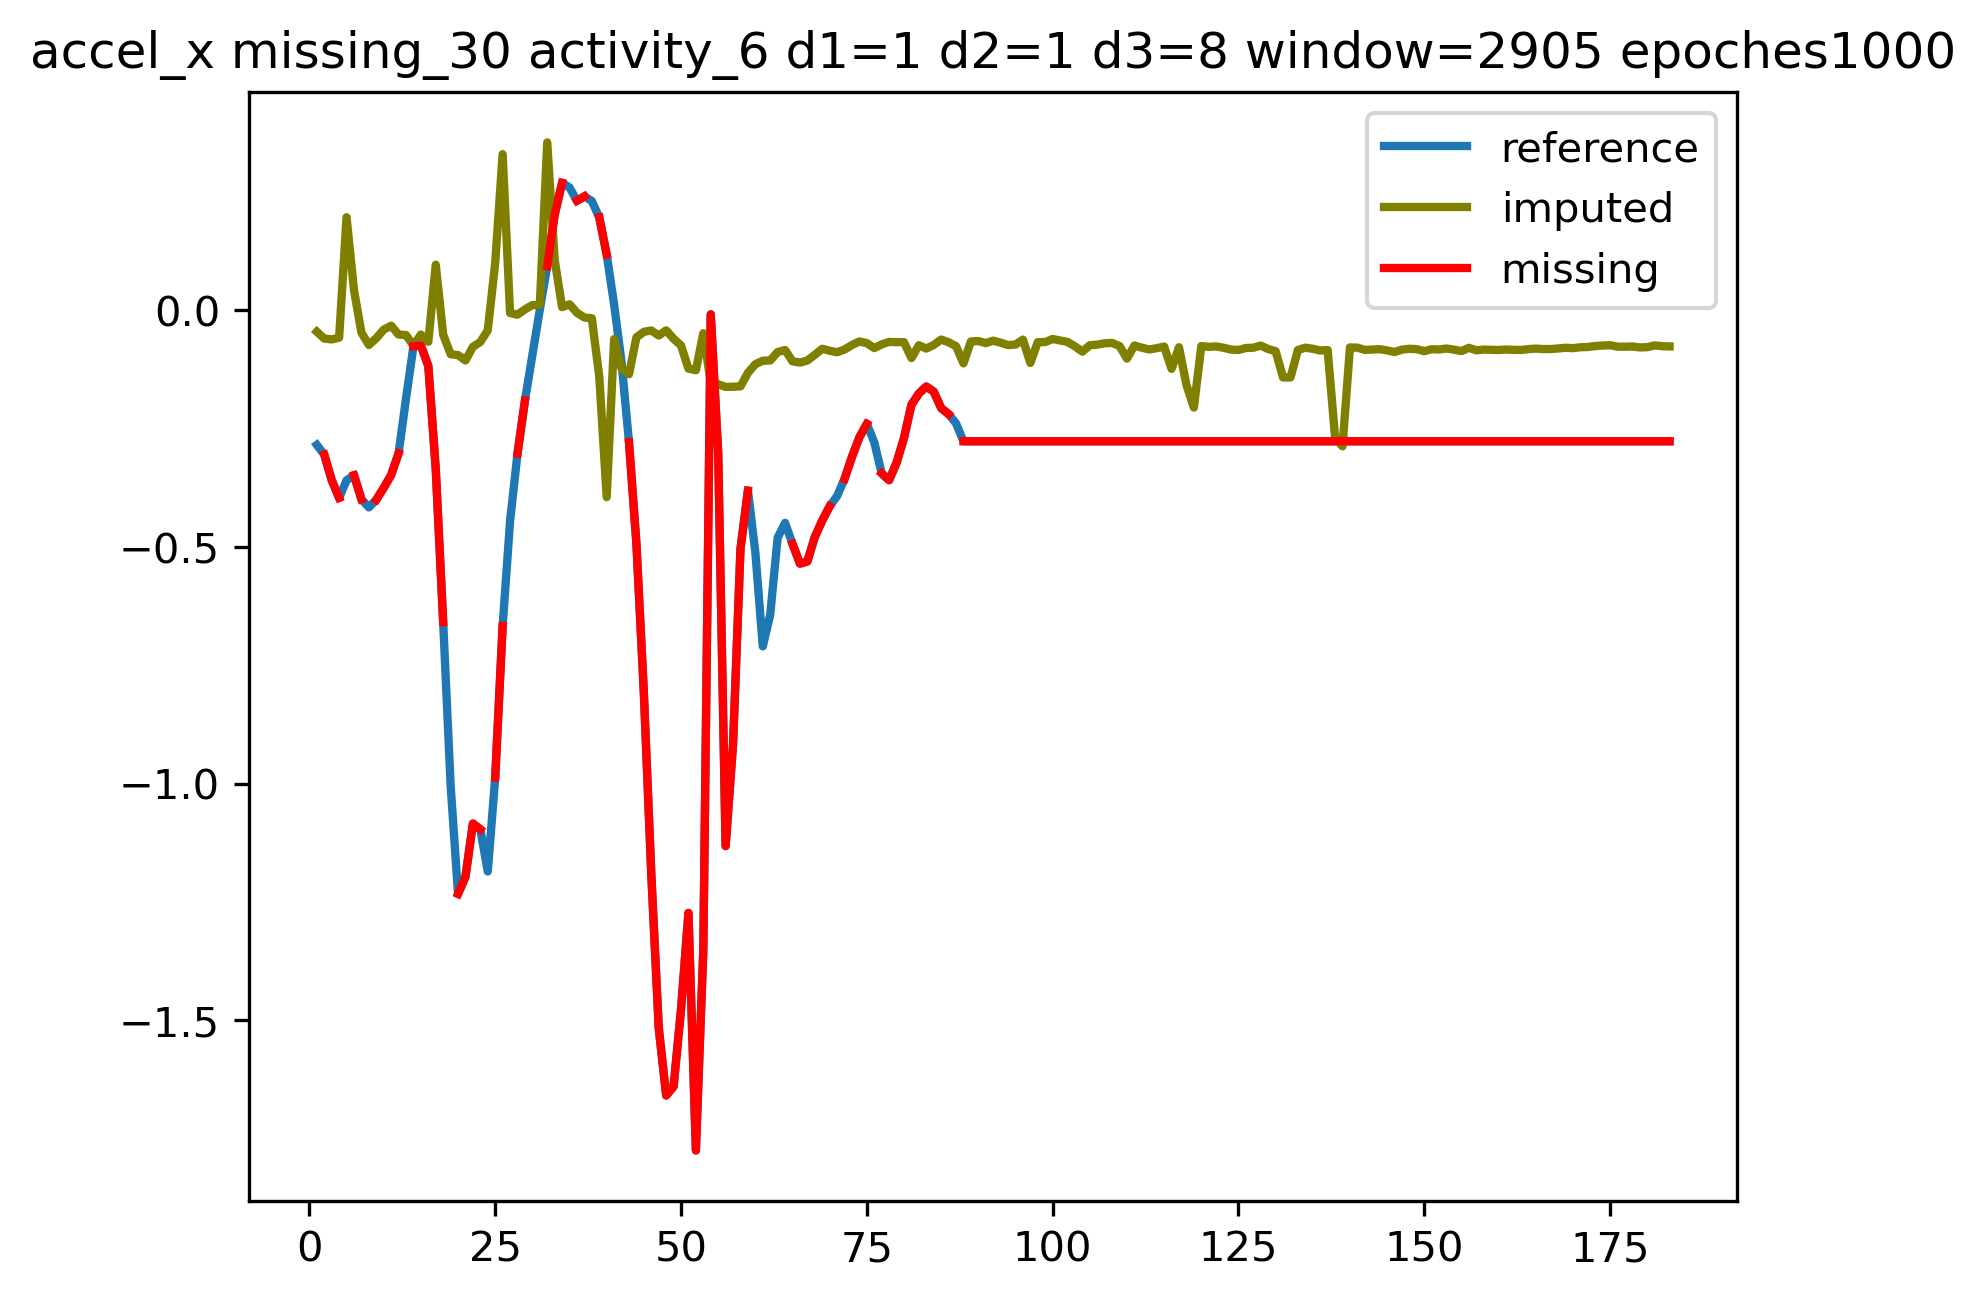 accel_x missing_30 activity_6 d1=1 d2=1 d3=8 window=2905 epoches1000
reference
imputed
missing
0.0
−0.5
−1.0
−1.5
0 25 50 75 100 125 150 175